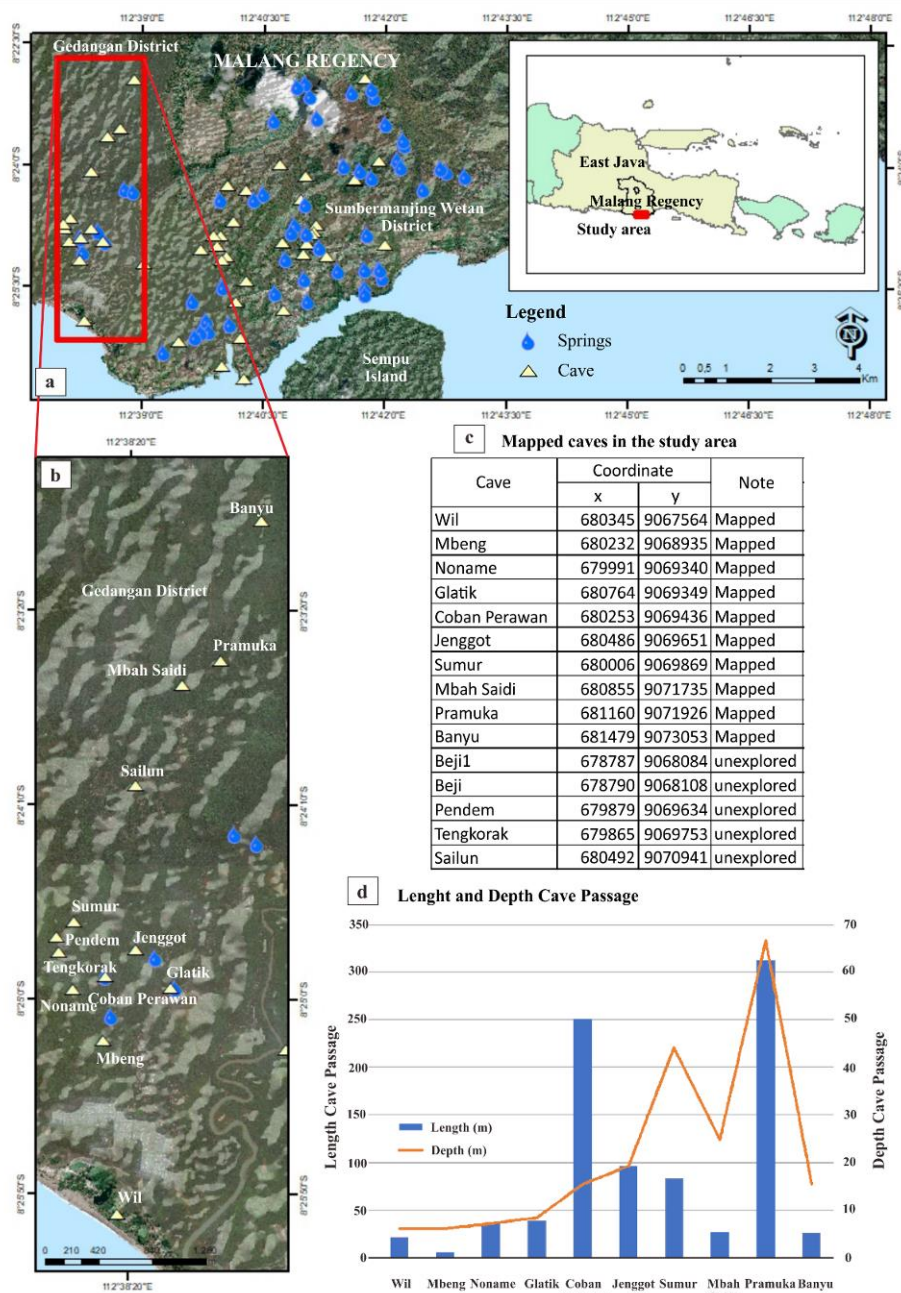 112°39'0"E 112°40'30"E 112°42'0"E 112°43'30"E 112°45'0"E 112°46'30"E 112°48'0"E
8°22'30"S
Gedangan District
MALANG REGENCY
East Java
8°24'0"S
Malang Regency
Sumbermanjing Wetan
District
Study area
8°25'30"S
Legend
Springs
Cave
N
Sempu
Island
0 0,5 1 2 3 4
Km
a
112°39'0"E 112°40'30"E 112°42'0"E 112°43'30"E 112°45'0"E 112°46'30"E 112°48'0"E
112°38'20"E
b
Banyu
Gedangan District
8°23'20"S
Pramuka
Mbah Saidi
Sailun
8°24'10"S
Sumur
Pendem
Jenggot
Tengkorak
Glatik
Coban Perawan
Noname
8°25'0"S
Mbeng
8°25'50"S
Wil
0 210 420 840 1.260
112°38'20"E
c Mapped caves in the study area
Cave Coordinate Note
x y
Wil 680345 9067564 Mapped
Mbeng 680232 9068935 Mapped
Noname 679991 9069340 Mapped
Glatik 680764 9069349 Mapped
Coban Perawan 680253 9069436 Mapped
Jenggot 680486 9069651 Mapped
Sumur 680006 9069869 Mapped
Mbah Saidi 680855 9071735 Mapped
Pramuka 681160 9071926 Mapped
Banyu 681479 9073053 Mapped
Beji1 678787 9068084 unexplored
Beji 678790 9068108 unexplored
Pendem 679879 9069634 unexplored
Tengkorak 679865 9069753 unexplored
Sailun 680492 9070941 unexplored
d Lenght and Depth Cave Passage
350 70
300 60
250 50
200 40
150 30
100 20
50 10
0 0
Length Cave Passage
Depth Cave Passage
Length (m)
Depth (m)
Wil Mbeng Noname Glatik Coban Jenggot Sumur Mbah Pramuka Banyu